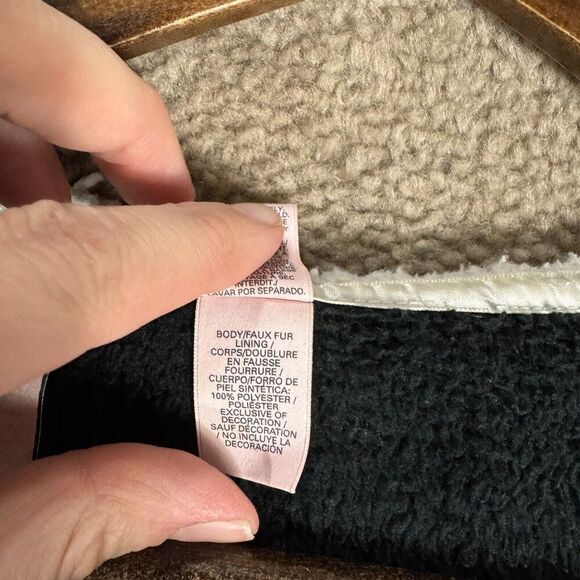 INTERDIT./
LAVAR POR SEPARADO.
BODY/FAUX FUR
LINING /
CORPS/DOUBLURE
EN FAUSSE
FOURRURE /
CUERPO/FORRO DE
PIEL SINTÉTICA:
100% POLYESTER /
POLIÉSTER
EXCLUSIVE OF
DECORATION /
SAUF DÉCORATION
/ NO INCLUYE LA
DECORACIÓN